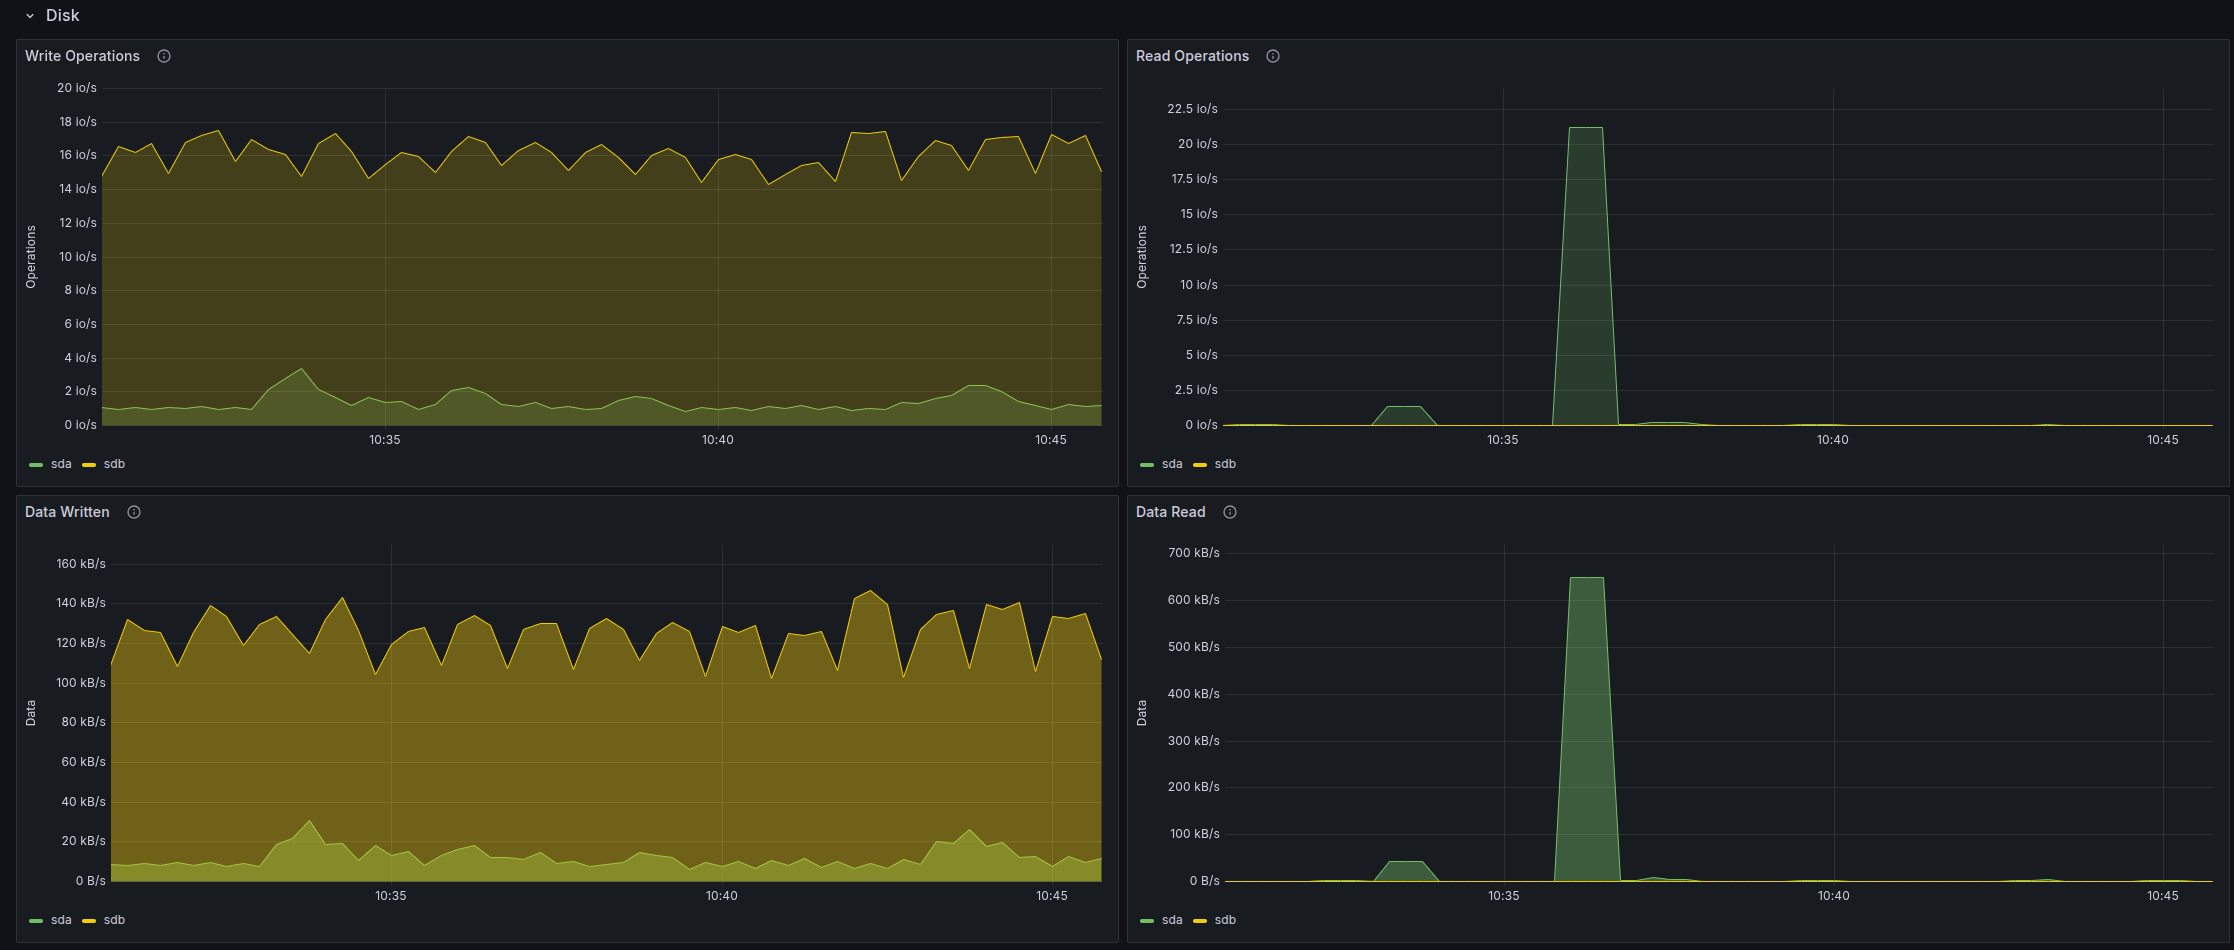 Disk
Write Operations
20 io/s
18 io/s
16 io/s
14 io/s
12 io/s
10 io/s
8 io/s
6 io/s
4 io/s
2 io/s
0 io/s
Operations
10:35 10:40 10:45
sda sdb
Read Operations
22.5 io/s
20 io/s
17.5 io/s
15 io/s
12.5 io/s
10 io/s
7.5 io/s
5 io/s
2.5 io/s
0 io/s
Operations
10:35 10:40 10:45
sda sdb
Data Written
160 kB/s
140 kB/s
120 kB/s
100 kB/s
80 kB/s
60 kB/s
40 kB/s
20 kB/s
0 B/s
Data
10:35 10:40 10:45
sda sdb
Data Read
700 kB/s
600 kB/s
500 kB/s
400 kB/s
300 kB/s
200 kB/s
100 kB/s
0 B/s
Data
10:35 10:40 10:45
sda sdb